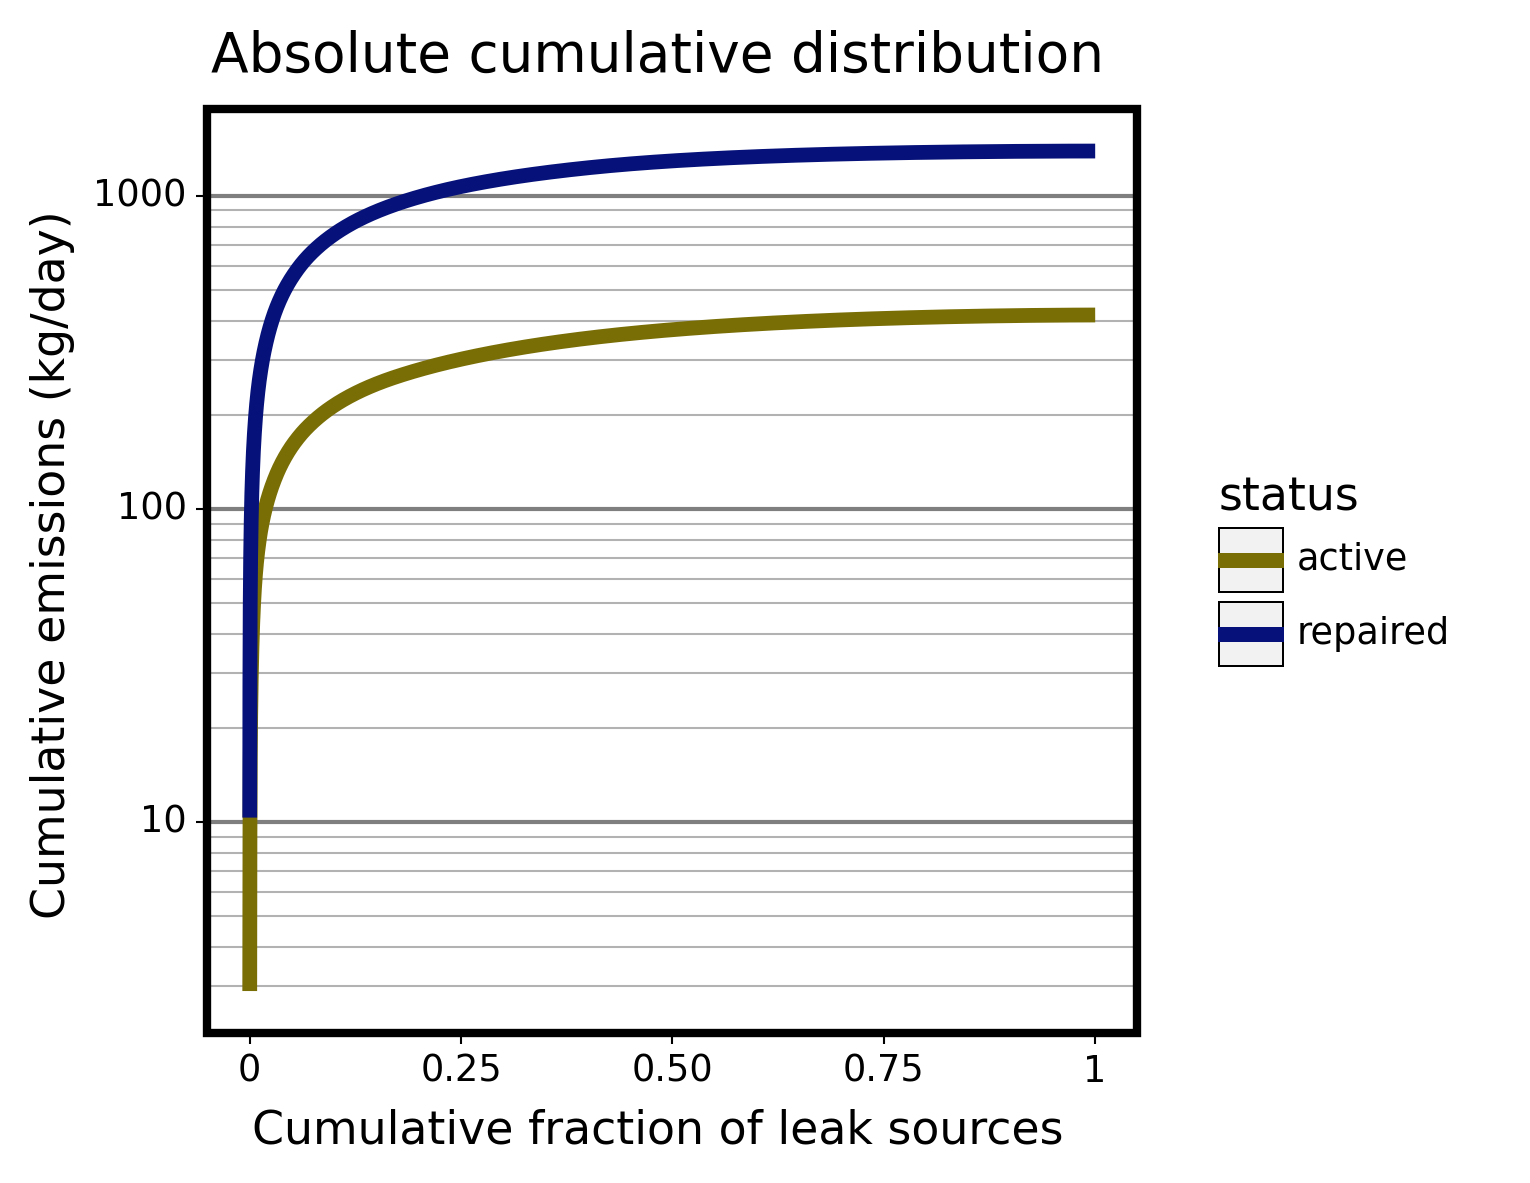 Absolute cumulative distribution
Cumulative emissions (kg/day)
1000
100
10
0
0.25
0.50
0.75
1
Cumulative fraction of leak sources
status
active
repaired